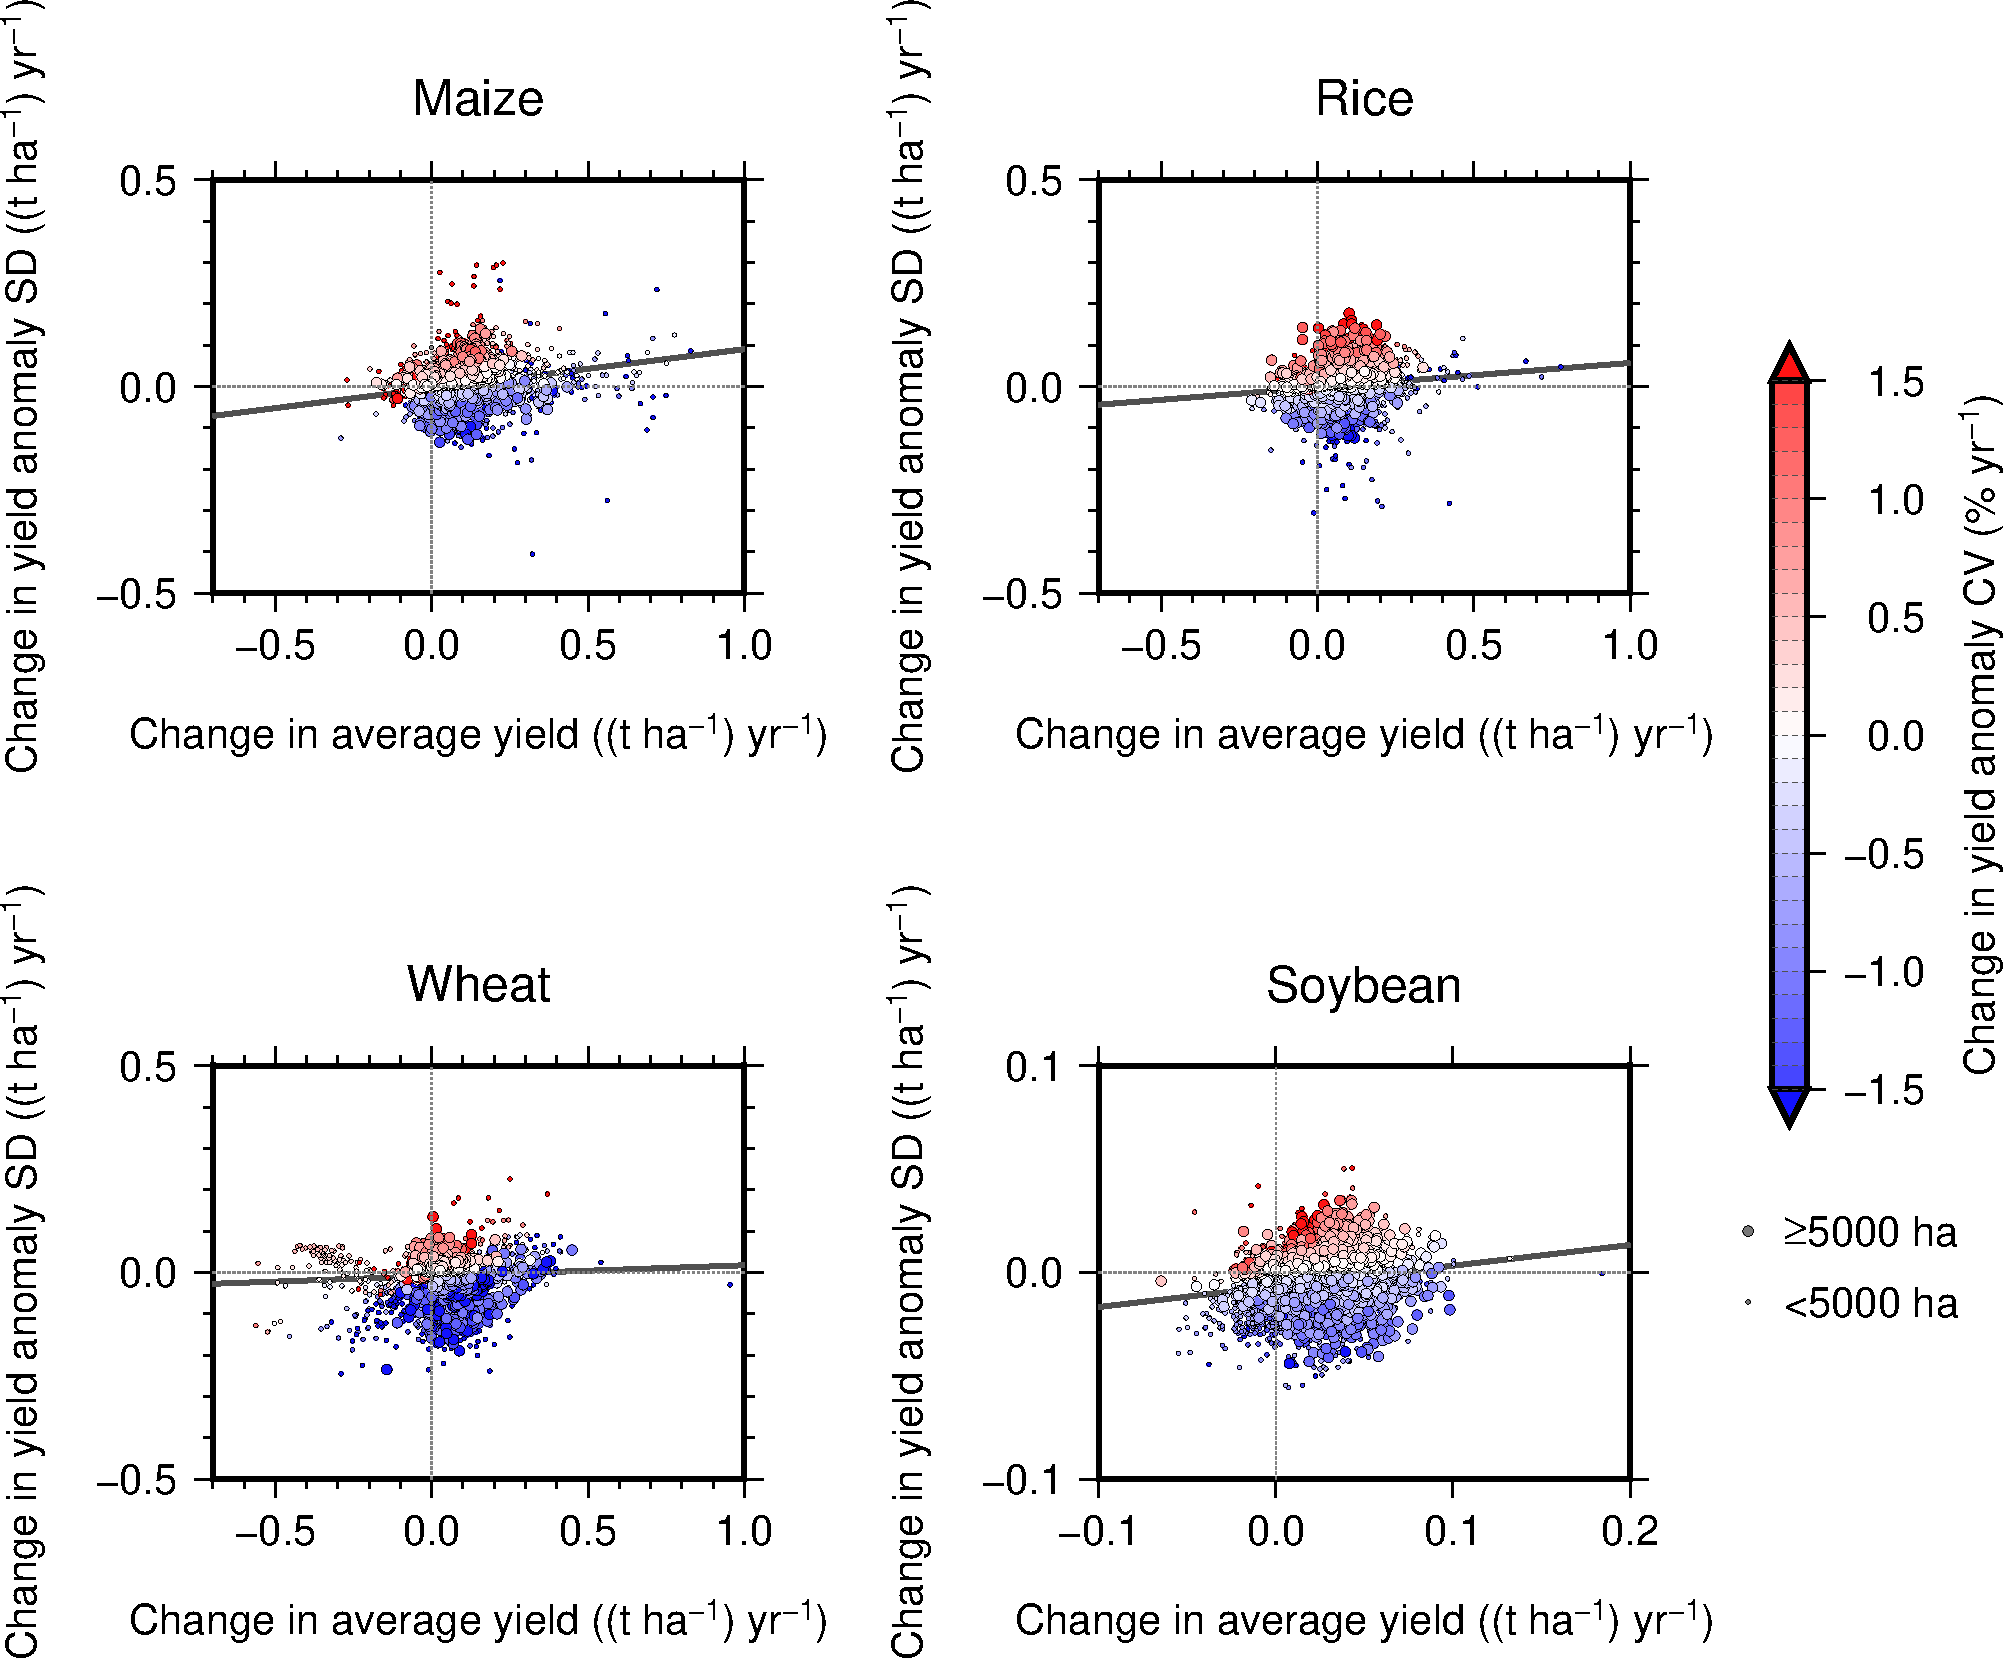 Maize
Change in yield anomaly SD ((t ha⁻¹) yr⁻¹)
0.5
0.0
−0.5
−0.5 0.0 0.5 1.0
Change in average yield ((t ha⁻¹) yr⁻¹)
Rice
Change in yield anomaly SD ((t ha⁻¹) yr⁻¹)
0.5
0.0
−0.5
−0.5 0.0 0.5 1.0
Change in average yield ((t ha⁻¹) yr⁻¹)
Wheat
Change in yield anomaly SD ((t ha⁻¹) yr⁻¹)
0.5
0.0
−0.5
−0.5 0.0 0.5 1.0
Change in average yield ((t ha⁻¹) yr⁻¹)
Soybean
Change in yield anomaly SD ((t ha⁻¹) yr⁻¹)
0.1
0.0
−0.1
−0.1 0.0 0.1 0.2
Change in average yield ((t ha⁻¹) yr⁻¹)
1.5
1.0
0.5
0.0
−0.5
−1.0
−1.5
Change in yield anomaly CV (% yr⁻¹)
≥5000 ha
<5000 ha